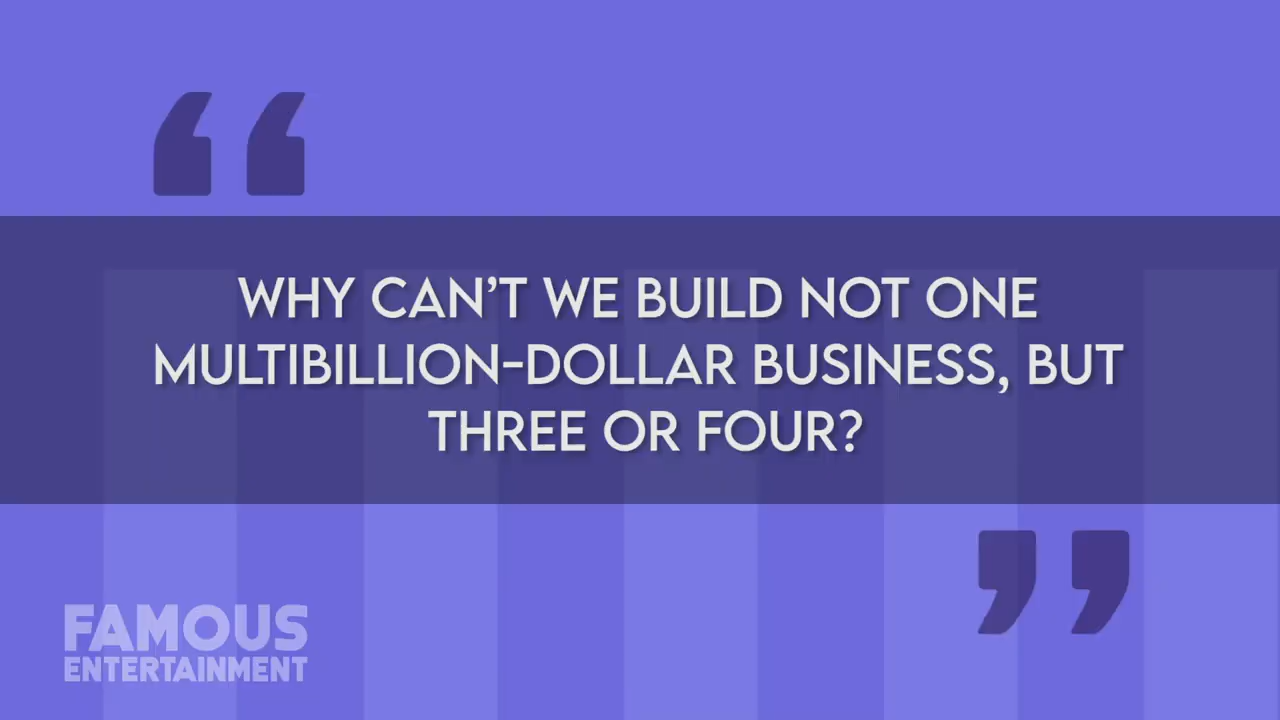 “
WHY CAN’T WE BUILD NOT ONE
MULTIBILLION-DOLLAR BUSINESS, BUT
THREE OR FOUR?
”
FAMOUS
ENTERTAINMENT